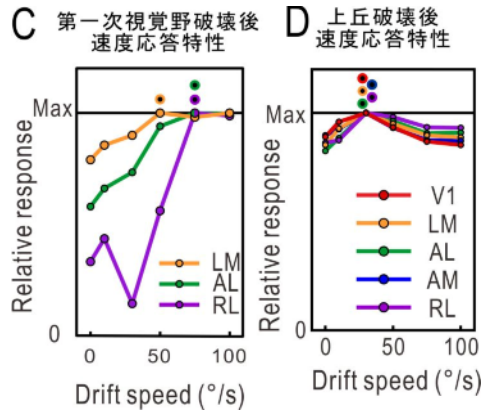 C 第一次視覚野破壊後
速度応答特性
Max
Relative response
0
LM
AL
RL
0 50 100
Drift speed (°/s)
D 上丘破壊後
速度応答特性
Max
Relative response
0
V1
LM
AL
AM
RL
0 50 100
Drift speed (°/s)